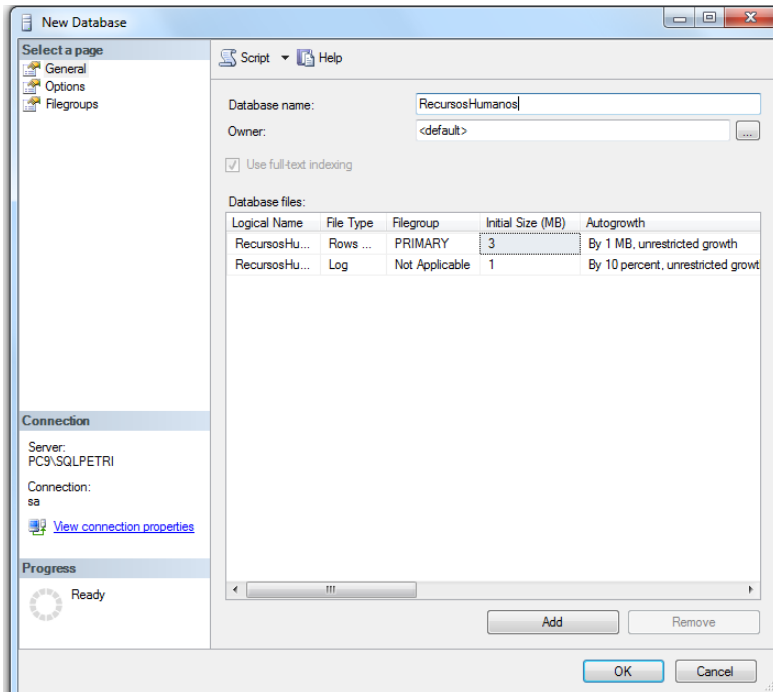 New Database
Select a page
General
Options
Filegroups
Script Help
Database name: RecursosHumanos
Owner: <default> ...
Use full-text indexing
Database files:
Logical Name File Type Filegroup Initial Size (MB) Autogrowth
RecursosHu... Rows ... PRIMARY 3 By 1 MB, unrestricted growth
RecursosHu... Log Not Applicable 1 By 10 percent, unrestricted growt
Connection
Server:
PC9\SQLPETRI
Connection:
sa
View connection properties
Progress
Ready
Add Remove
OK Cancel